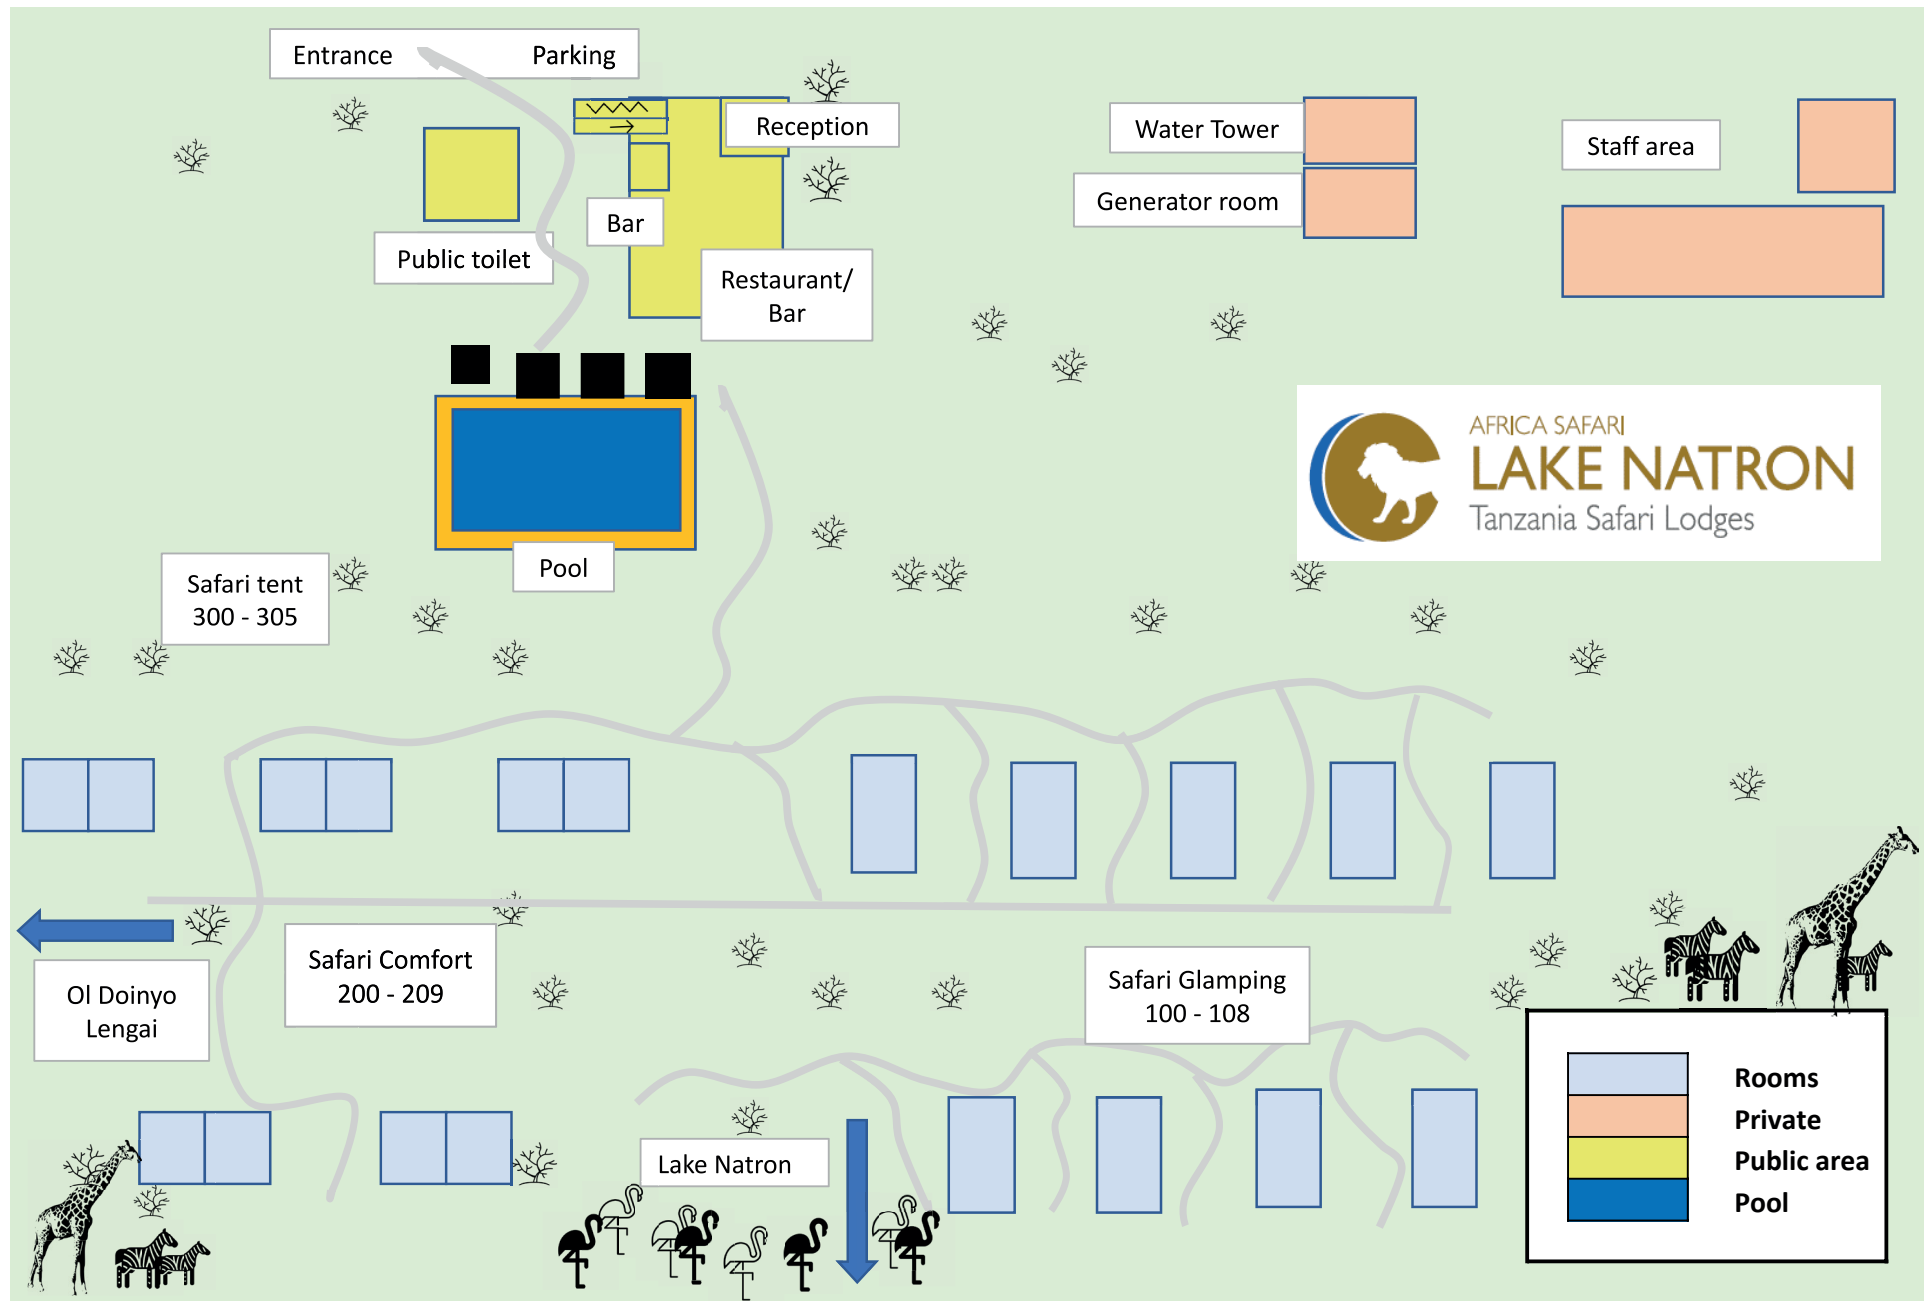 Entrance
Parking
Reception
Water Tower
Staff area
Generator room
Bar
Public toilet
Restaurant/
Bar
AFRICA SAFARI
LAKE NATRON
Tanzania Safari Lodges
Pool
Safari tent
300 - 305
Safari Comfort
200 - 209
Ol Doinyo
Lengai
Safari Glamping
100 - 108
Lake Natron
Rooms
Private
Public area
Pool